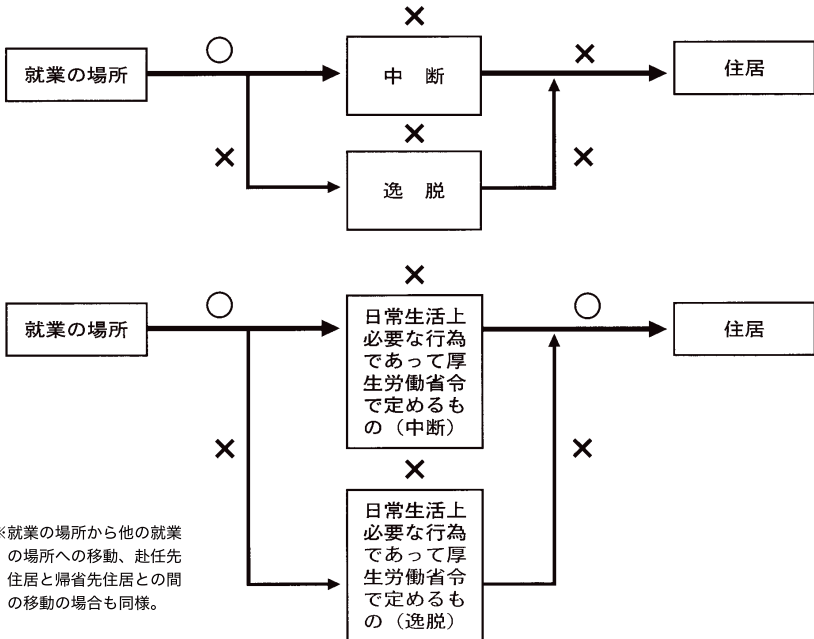 ○
×
×
就業の場所
中 断
住居
×
×
×
逸 脱
○
×
○
就業の場所
日常生活上
必要な行為
であって厚
生労働省令
で定めるも
の（中断）
住居
×
×
×
日常生活上
必要な行為
であって厚
生労働省令
で定めるも
の（逸脱）
※就業の場所から他の就業
の場所への移動、赴任先
住居と帰省先住居との間
の移動の場合も同様。